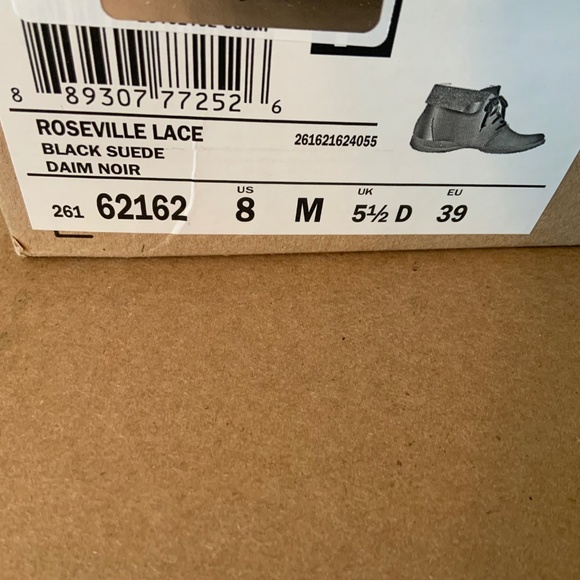 8 89307 77252 6
ROSEVILLE LACE
261621624055
BLACK SUEDE
DAIM NOIR
US UK EU
261 62162 8 M 5½ D 39